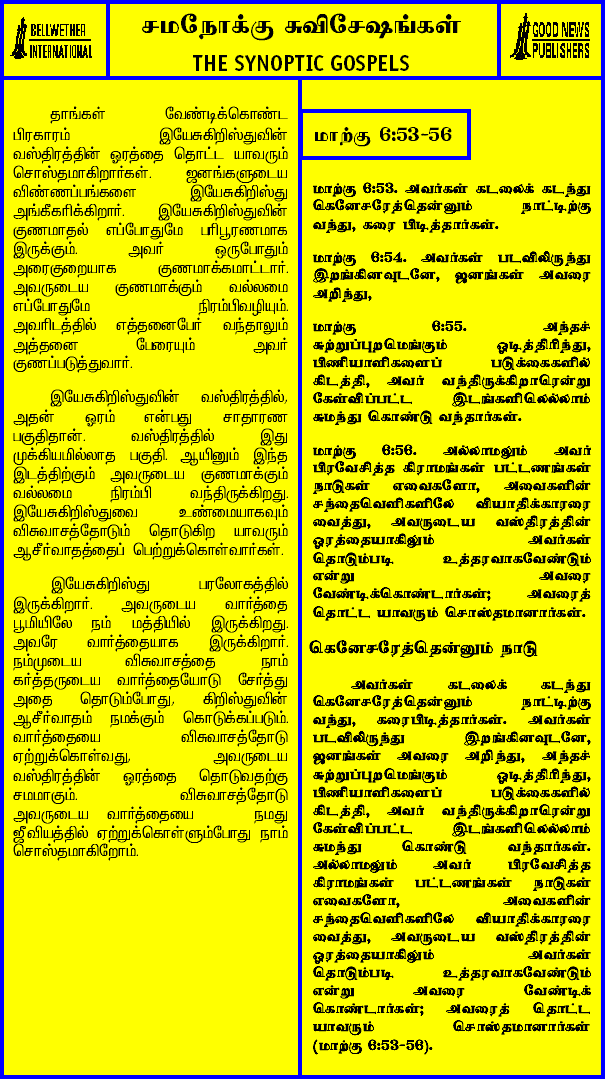 BELLWETHER
INTERNATIONAL
சமநோக்கு சுவிசேஷங்கள்
THE SYNOPTIC GOSPELS
GOOD NEWS
PUBLISHERS
தாங்கள் வேண்டிக்கொண்ட
பிரகாரம் இயேசுகிறிஸ்துவின்
வஸ்திரத்தின் ஓரத்தை தொட்ட யாவரும்
சொஸ்தமாகிறார்கள். ஜனங்களுடைய
விண்ணப்பங்களை இயேசுகிறிஸ்து
அங்கீகரிக்கிறார். இயேசுகிறிஸ்துவின்
குணமாதல் எப்போதுமே பரிபூரணமாக
இருக்கும். அவர் ஒருபோதும்
அரைகுறையாக குணமாக்கமாட்டார்.
அவருடைய குணமாக்கும் வல்லமை
எப்போதுமே நிரம்பிவழியும்.
அவரிடத்தில் எத்தனைபேர் வந்தாலும்
அத்தனை பேரையும் அவர்
குணப்படுத்துவார்.
இயேசுகிறிஸ்துவின் வஸ்திரத்தில்,
அதன் ஓரம் என்பது சாதாரண
பகுதிதான். வஸ்திரத்தில் இது
முக்கியமில்லாத பகுதி. ஆயினும் இந்த
இடத்திற்கும் அவருடைய குணமாக்கும்
வல்லமை நிரம்பி வந்திருக்கிறது.
இயேசுகிறிஸ்துவை உண்மையாகவும்
விசுவாசத்தோடும் தொடுகிற யாவரும்
ஆசீர்வாதத்தைப் பெற்றுக்கொள்வார்கள்.
இயேசுகிறிஸ்து பரலோகத்தில்
இருக்கிறார். அவருடைய வார்த்தை
பூமியிலே நம் மத்தியில் இருக்கிறது.
அவரே வார்த்தையாக இருக்கிறார்.
நம்முடைய விசுவாசத்தை நாம்
கர்த்தருடைய வார்த்தையோடு சேர்த்து
அதை தொடும்போது, கிறிஸ்துவின்
ஆசீர்வாதம் நமக்கும் கொடுக்கப்படும்.
வார்த்தையை விசுவாசத்தோடு
ஏற்றுக்கொள்வது, அவருடைய
வஸ்திரத்தின் ஓரத்தை தொடுவதற்கு
சமமாகும். விசுவாசத்தோடு
அவருடைய வார்த்தையை நமது
ஜீவியத்தில் ஏற்றுக்கொள்ளும்போது நாம்
சொஸ்தமாகிறோம்.
மாற்கு 6:53-56
மாற்கு 6:53. அவர்கள் கடலைக் கடந்து
கெனேசரேத்தென்னும் நாட்டிற்கு
வந்து, கரை பிடித்தார்கள்.
மாற்கு 6:54. அவர்கள் படவிலிருந்து
இறங்கினவுடனே, ஜனங்கள் அவரை
அறிந்து,
மாற்கு 6:55. அந்தச்
சுற்றுப்புறமெங்கும் ஓடித்திரிந்து,
பிணியாளிகளைப் படுக்கைகளில்
கிடத்தி, அவர் வந்திருக்கிறாரென்று
கேள்விப்பட்ட இடங்களிலெல்லாம்
சுமந்து கொண்டு வந்தார்கள்.
மாற்கு 6:56. அல்லாமலும் அவர்
பிரவேசித்த கிராமங்கள் பட்டணங்கள்
நாடுகள் எவைகளோ, அவைகளின்
சந்தைவெளிகளிலே வியாதிக்காரரை
வைத்து, அவருடைய வஸ்திரத்தின்
ஓரத்தையாகிலும் அவர்கள்
தொடும்படி உத்தரவாகவேண்டும்
என்று அவரை
வேண்டிக்கொண்டார்கள்; அவரைத்
தொட்ட யாவரும் சொஸ்தமானார்கள்.
கெனேசரேத்தென்னும் நாடு
அவர்கள் கடலைக் கடந்து
கெனேசரேத்தென்னும் நாட்டிற்கு
வந்து, கரைபிடித்தார்கள். அவர்கள்
படவிலிருந்து இறங்கினவுடனே,
ஜனங்கள் அவரை அறிந்து, அந்தச்
சுற்றுப்புறமெங்கும் ஓடித்திரிந்து,
பிணியாளிகளைப் படுக்கைகளில்
கிடத்தி, அவர் வந்திருக்கிறாரென்று
கேள்விப்பட்ட இடங்களிலெல்லாம்
சுமந்து கொண்டு வந்தார்கள்.
அல்லாமலும் அவர் பிரவேசித்த
கிராமங்கள் பட்டணங்கள் நாடுகள்
எவைகளோ, அவைகளின்
சந்தைவெளிகளிலே வியாதிக்காரரை
வைத்து, அவருடைய வஸ்திரத்தின்
ஓரத்தையாகிலும் அவர்கள்
தொடும்படி உத்தரவாகவேண்டும்
என்று அவரை வேண்டிக்
கொண்டார்கள்; அவரைத் தொட்ட
யாவரும் சொஸ்தமானார்கள்
(மாற்கு 6:53-56).